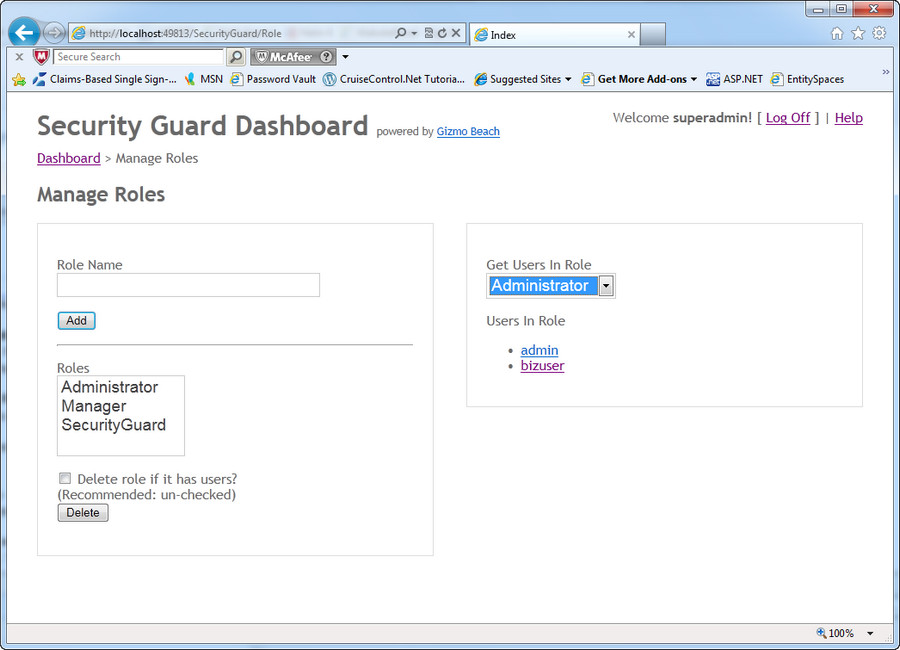 http://localhost:49813/SecurityGuard/Role
Index
Secure Search
McAfee
Claims-Based Single Sign-... MSN Password Vault CruiseControl.Net Tutoria... Suggested Sites Get More Add-ons ASP.NET EntitySpaces
Security Guard Dashboard powered by Gizmo Beach
Welcome superadmin! [ Log Off ] | Help
Dashboard > Manage Roles
Manage Roles
Role Name
Add
Roles
Administrator
Manager
SecurityGuard
Delete role if it has users?
(Recommended: un-checked)
Delete
Get Users In Role
Administrator
Users In Role
admin
bizuser
100%